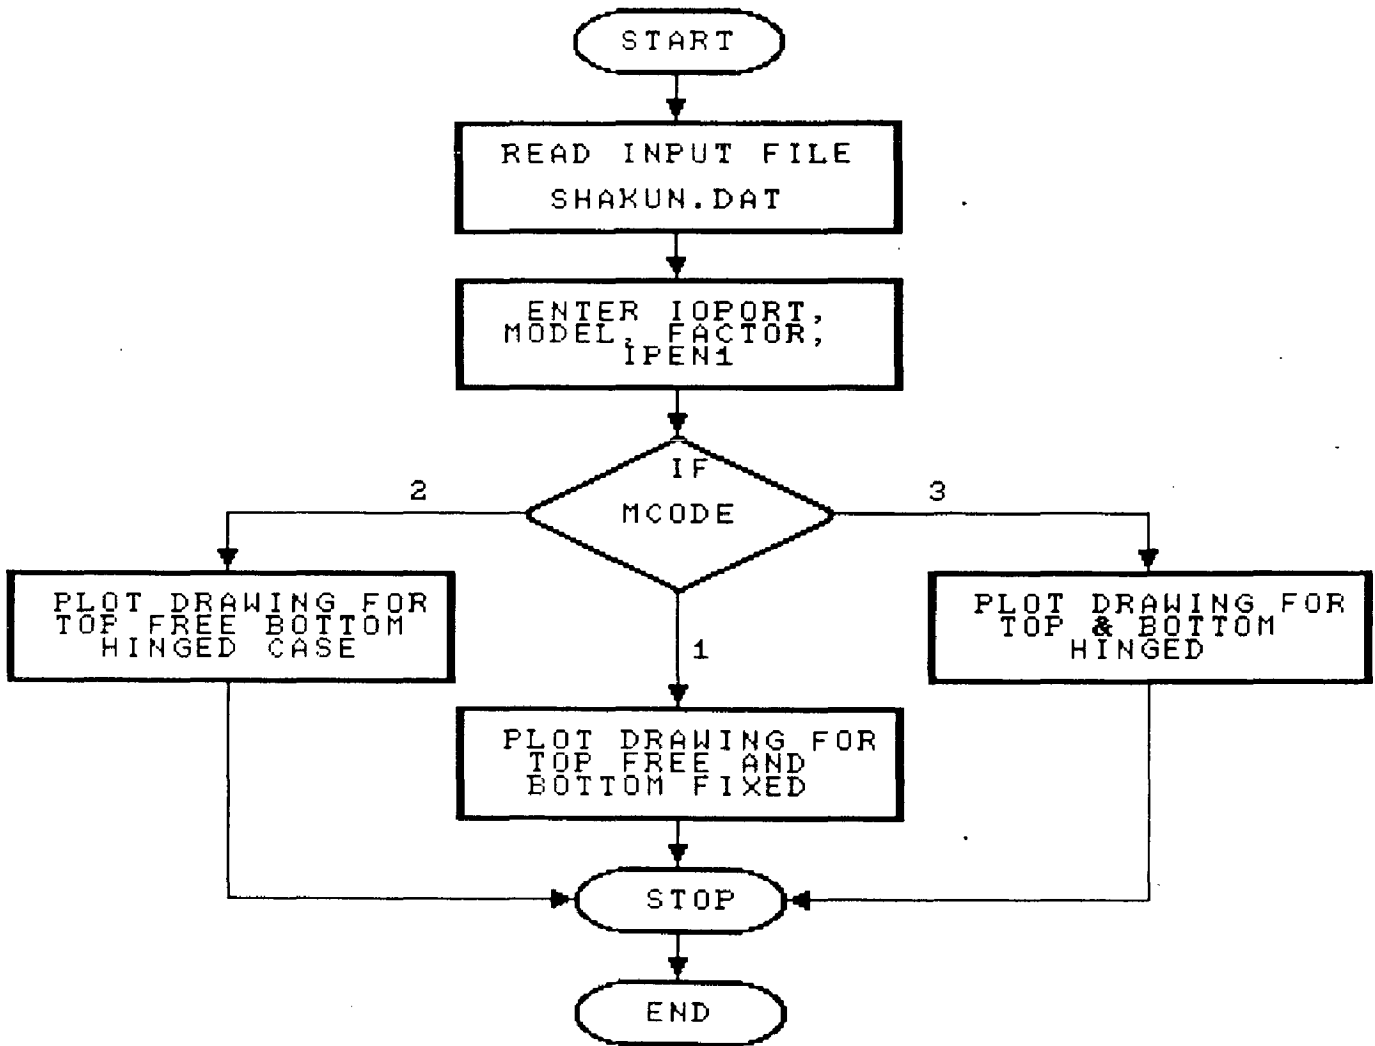 START
READ INPUT FILE
SHAKUN.DAT
ENTER IOPORT,
MODEL, FACTOR,
IPEN1
IF
MCODE
2
3
PLOT DRAWING FOR
TOP FREE BOTTOM
HINGED CASE
PLOT DRAWING FOR
TOP & BOTTOM
HINGED
1
PLOT DRAWING FOR
TOP FREE AND
BOTTOM FIXED
STOP
END